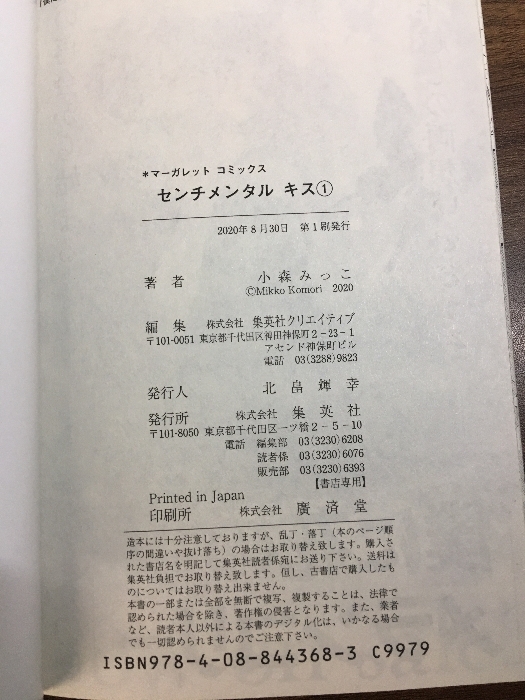 *マーガレット コミックス
センチメンタル キス①
2020年8月30日 第1刷発行
著者 小森みっこ
©Mikko Komori 2020
編集 株式会社 集英社クリエイティブ
〒101-0051 東京都千代田区神田神保町2-23-1
アセンド神保町ビル
電話 03(3288)9823
発行人 北畠輝幸
発行所 株式会社 集英社
〒101-8050 東京都千代田区一ツ橋2-5-10
電話 編集部 03(3230)6208
読者係 03(3230)6076
販売部 03(3230)6393
【書店専用】
Printed in Japan
印刷所 株式会社 廣済堂
造本には十分注意しておりますが、乱丁・落丁（本のページ順
序の間違いや抜け落ち）の場合はお取り替え致します。購入さ
れた書店名を明記して集英社読者係宛にお送り下さい。送料は
集英社負担でお取り替え致します。但し、古書店で購入したも
のについてはお取り替え出来ません。
本書の一部または全部を無断で複写、複製することは、法律で
認められた場合を除き、著作権の侵害となります。また、業者
など、読者本人以外による本書のデジタル化は、いかなる場合
でも一切認められませんのでご注意下さい。
ISBN978-4-08-844368-3 C9979